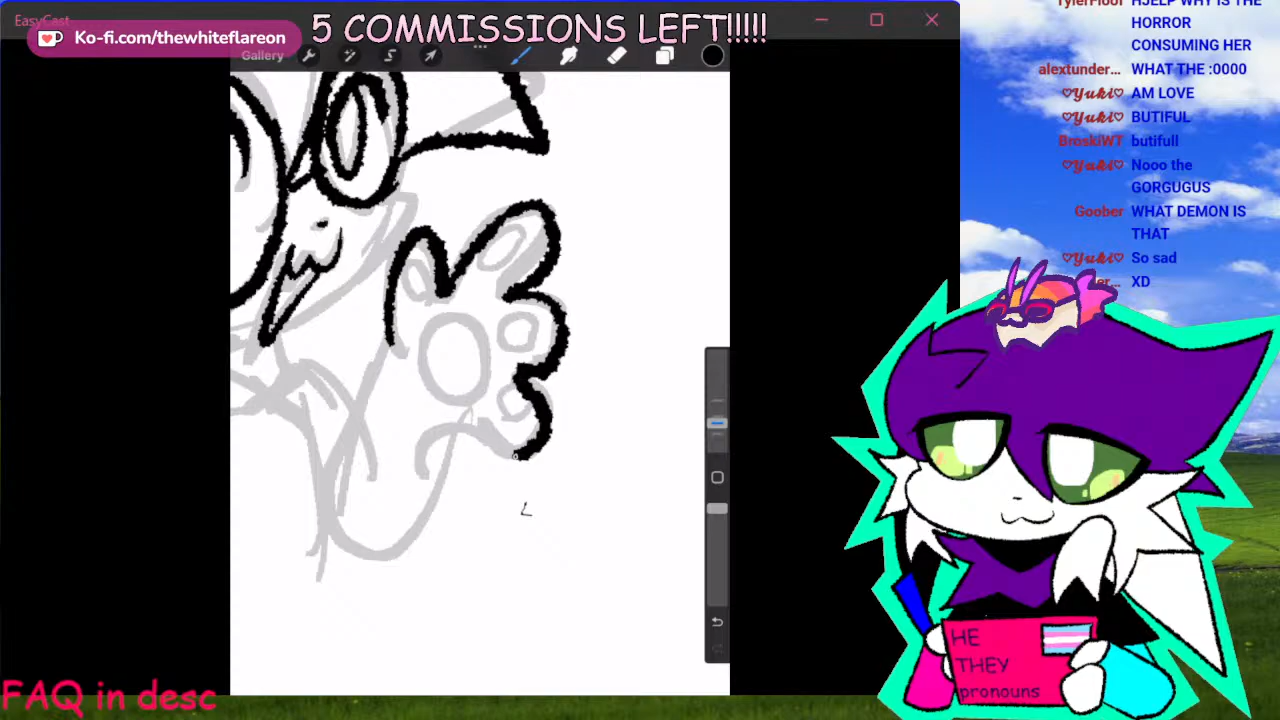 EasyCast
Ko-fi.com/thewhiteflareon
5 COMMISSIONS LEFT!!!!!
Gallery
TylerFloof HJELP WHY IS THE
HORROR
CONSUMING HER
alextunder… WHAT THE :0000
♡𝓨𝓾𝓴𝓲♡ AM LOVE
♡𝓨𝓾𝓴𝓲♡ BUTIFUL
BroskiWT butifull
♡𝓨𝓾𝓴𝓲♡ Nooo the
GORGUGUS
Goober WHAT DEMON IS
THAT
♡𝓨𝓾𝓴𝓲♡ So sad
XD
HE
THEY
pronouns
FAQ in desc